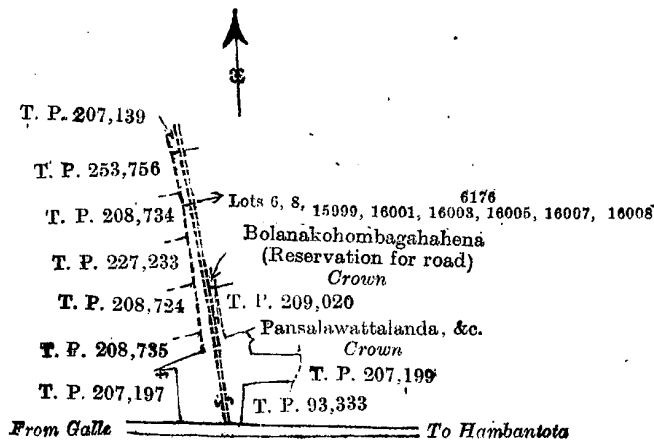 T. P. 207,139
T. P. 253,756
6176
Lots 6, 8, 15999, 16001, 16003, 16005, 16007, 16008
T. P. 208,734
Bolanakohombagahahena
(Reservation for road)
Crown
T. P. 227,233
T. P. 208,724
T. P. 209,020
Pansalawattalanda, &c.
Crown
T. P. 208,735
T. P. 207,199
T. P. 207,197
T. P. 93,333
From Galle
To Hambantota